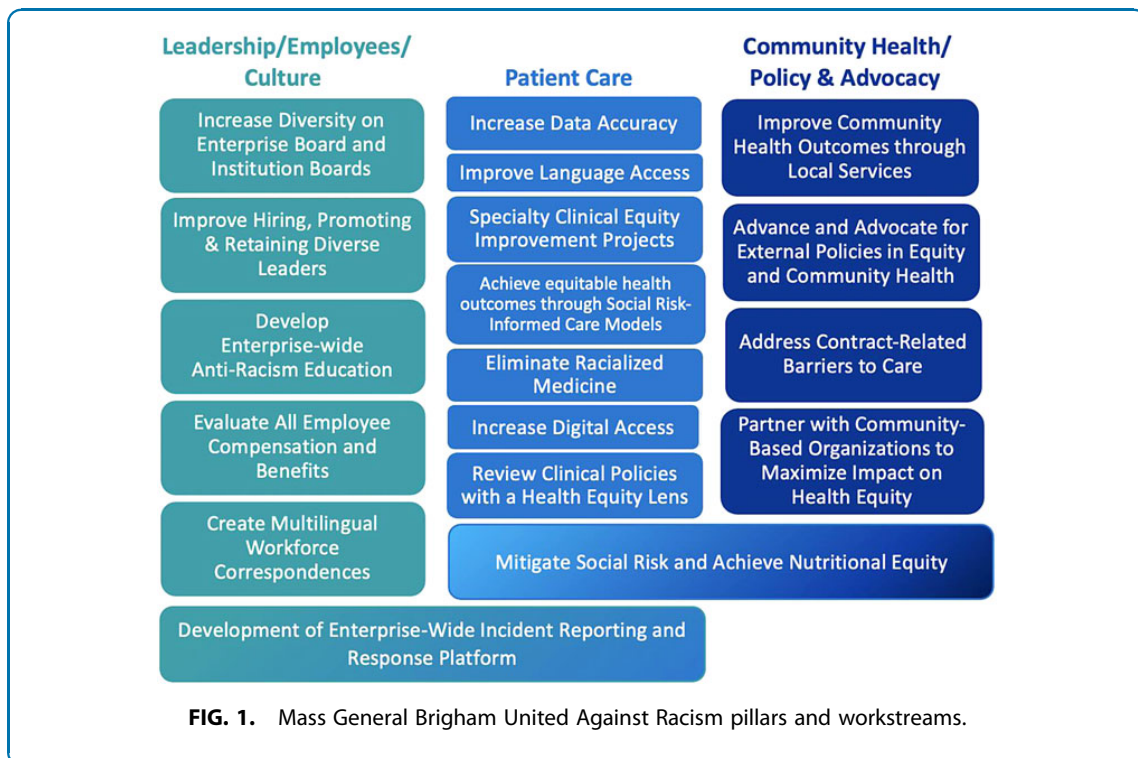 Leadership/Employees/
Culture
Increase Diversity on
Enterprise Board and
Institution Boards
Improve Hiring, Promoting
& Retaining Diverse
Leaders
Develop
Enterprise-wide
Anti-Racism Education
Evaluate All Employee
Compensation and
Benefits
Create Multilingual
Workforce
Correspondences
Patient Care
Increase Data Accuracy
Improve Language Access
Specialty Clinical Equity
Improvement Projects
Achieve equitable health
outcomes through Social Risk-
Informed Care Models
Eliminate Racialized
Medicine
Increase Digital Access
Review Clinical Policies
with a Health Equity Lens
Community Health/
Policy & Advocacy
Improve Community
Health Outcomes through
Local Services
Advance and Advocate for
External Policies in Equity
and Community Health
Address Contract-Related
Barriers to Care
Partner with Community-
Based Organizations to
Maximize Impact on
Health Equity
Mitigate Social Risk and Achieve Nutritional Equity
Development of Enterprise-Wide Incident Reporting and
Response Platform
FIG. 1. Mass General Brigham United Against Racism pillars and workstreams.